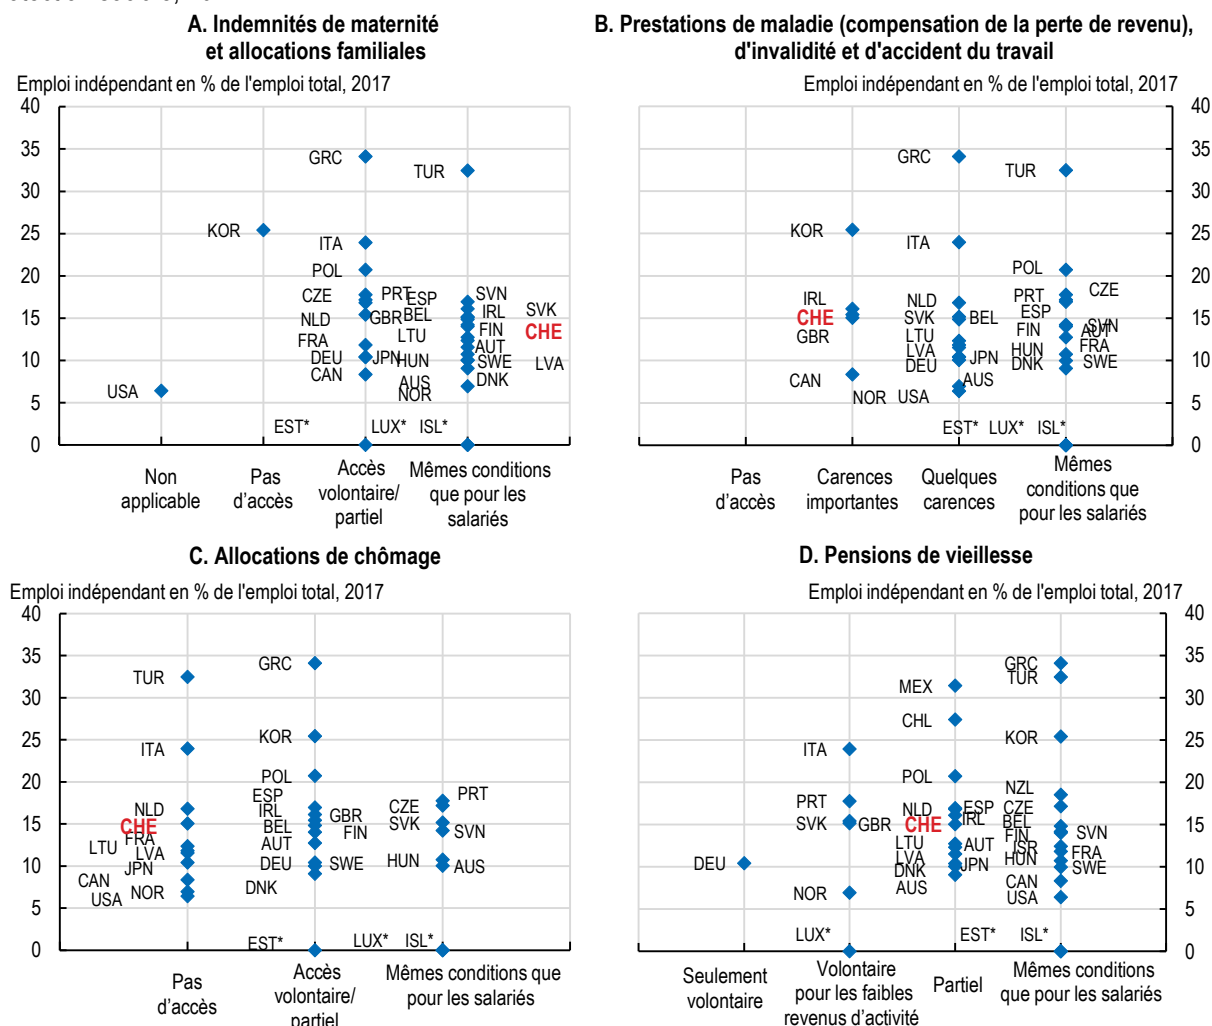 A. Indemnités de maternité
et allocations familiales
Emploi indépendant en % de l'emploi total, 2017
40
35
30
25
20
15
10
5
0
GRC
TUR
KOR
ITA
POL
CZE
PRT
ESP
SVN
NLD
GBR
BEL
IRL
SVK
CHE
FRA
LTU
FIN
DEU
JPN
HUN
AUT
SWE
LVA
CAN
AUS
NOR
DNK
USA
EST*
LUX*
ISL*
Non
applicable
Pas
d'accès
Accès
volontaire/
partiel
Mêmes conditions
que pour les
salariés
B. Prestations de maladie (compensation de la perte de revenu),
d'invalidité et d'accident du travail
Emploi indépendant en % de l'emploi total, 2017
40
35
30
25
20
15
10
5
0
GRC
TUR
KOR
ITA
POL
IRL
CHE
GBR
NLD
SVK
BEL
PRT
CZE
ESP
LTU
FIN
SVN
AUT
LVA
JPN
HUN
FRA
DEU
DNK
SWE
CAN
AUS
NOR
USA
EST*
LUX*
ISL*
Pas
d'accès
Carences
importantes
Quelques
carences
Mêmes
conditions que
pour les salariés
C. Allocations de chômage
Emploi indépendant en % de l'emploi total, 2017
40
35
30
25
20
15
10
5
0
GRC
TUR
ITA
KOR
POL
NLD
CHE
FRA
LTU
LVA
JPN
CAN
USA
NOR
ESP
IRL
GBR
BEL
FIN
AUT
DEU
SWE
DNK
PRT
CZE
SVK
SVN
HUN
AUS
EST*
LUX*
ISL*
Pas
d'accès
Accès
volontaire/
partiel
Mêmes conditions que
pour les salariés
D. Pensions de vieillesse
Emploi indépendant en % de l'emploi total, 2017
40
35
30
25
20
15
10
5
0
GRC
TUR
MEX
CHL
KOR
ITA
POL
NZL
PRT
NLD
ESP
CZE
SVK
GBR
CHE
IRL
BEL
FIN
SVN
LTU
AUT
ISR
LVA
JPN
HUN
FRA
DEU
DNK
SWE
AUS
CAN
NOR
USA
LUX*
EST*
ISL*
Seulement
volontaire
Volontaire
pour les faibles
revenus d'activité
Partiel
Mêmes conditions
que pour les salariés